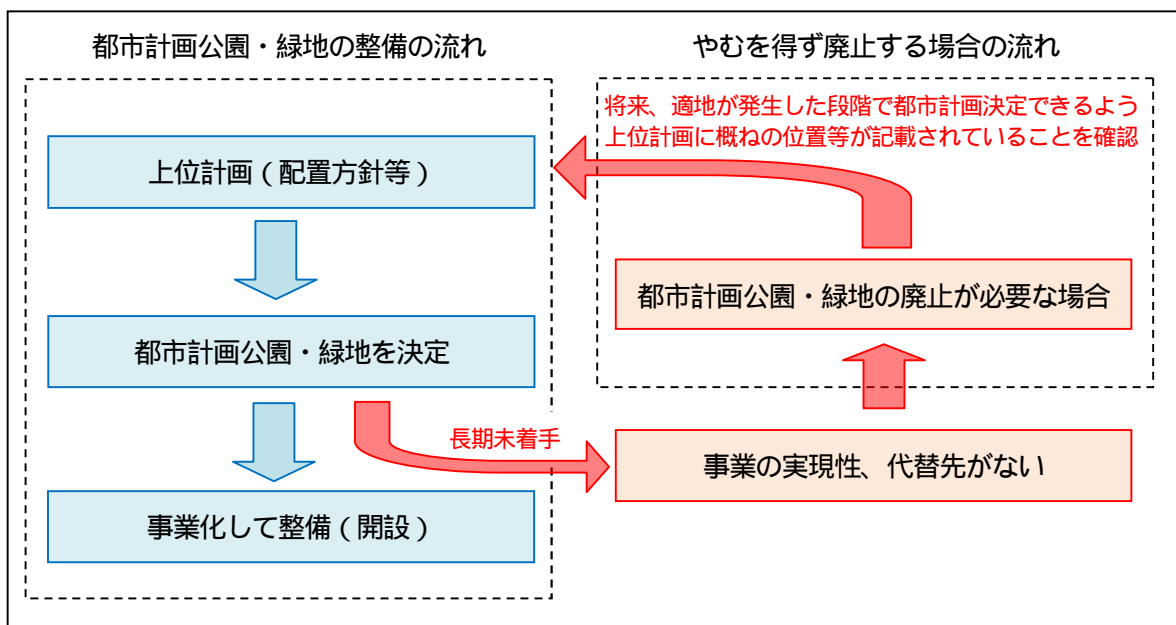 都市計画公園・緑地の整備の流れ
上位計画（配置方針等）
都市計画公園・緑地を決定
事業化して整備（開設）
長期未着手
やむを得ず廃止する場合の流れ
将来、適地が発生した段階で都市計画決定できるよう
上位計画に概ねの位置等が記載されていることを確認
都市計画公園・緑地の廃止が必要な場合
事業の実現性、代替先がない